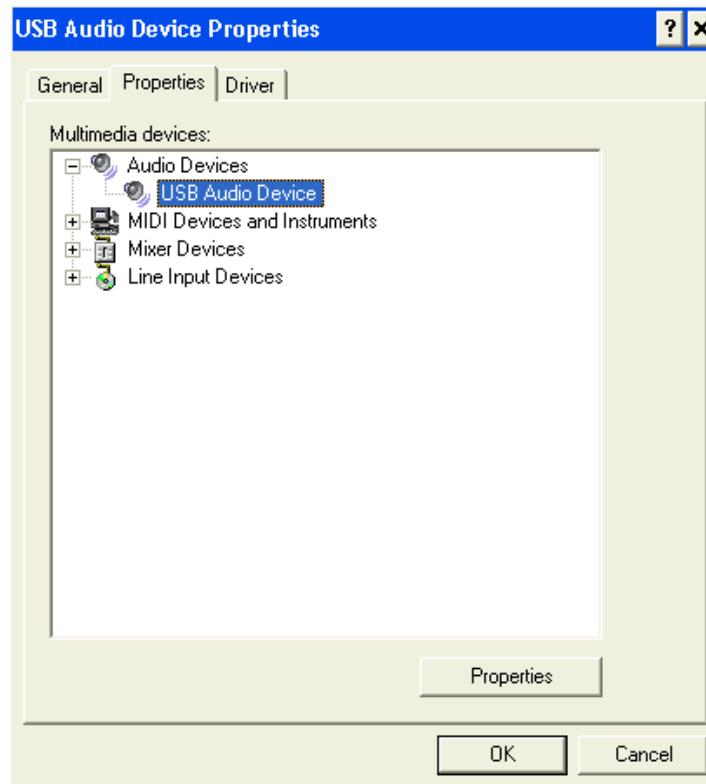 USB Audio Device Properties
General Properties Driver
Multimedia devices:
Audio Devices
USB Audio Device
MIDI Devices and Instruments
Mixer Devices
Line Input Devices
Properties
OK Cancel